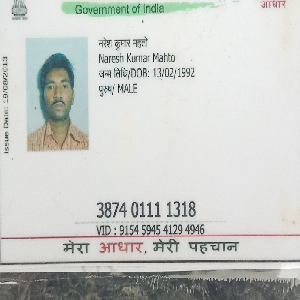 Government of India
आधार
Issue Date: 19/08/2013
नरेश कुमार महतो
Naresh Kumar Mahto
जन्म तिथि/DOB: 13/02/1992
पुरुष/ MALE
3874 0111 1318
VID : 9154 5945 4129 4946
मेरा आधार, मेरी पहचान